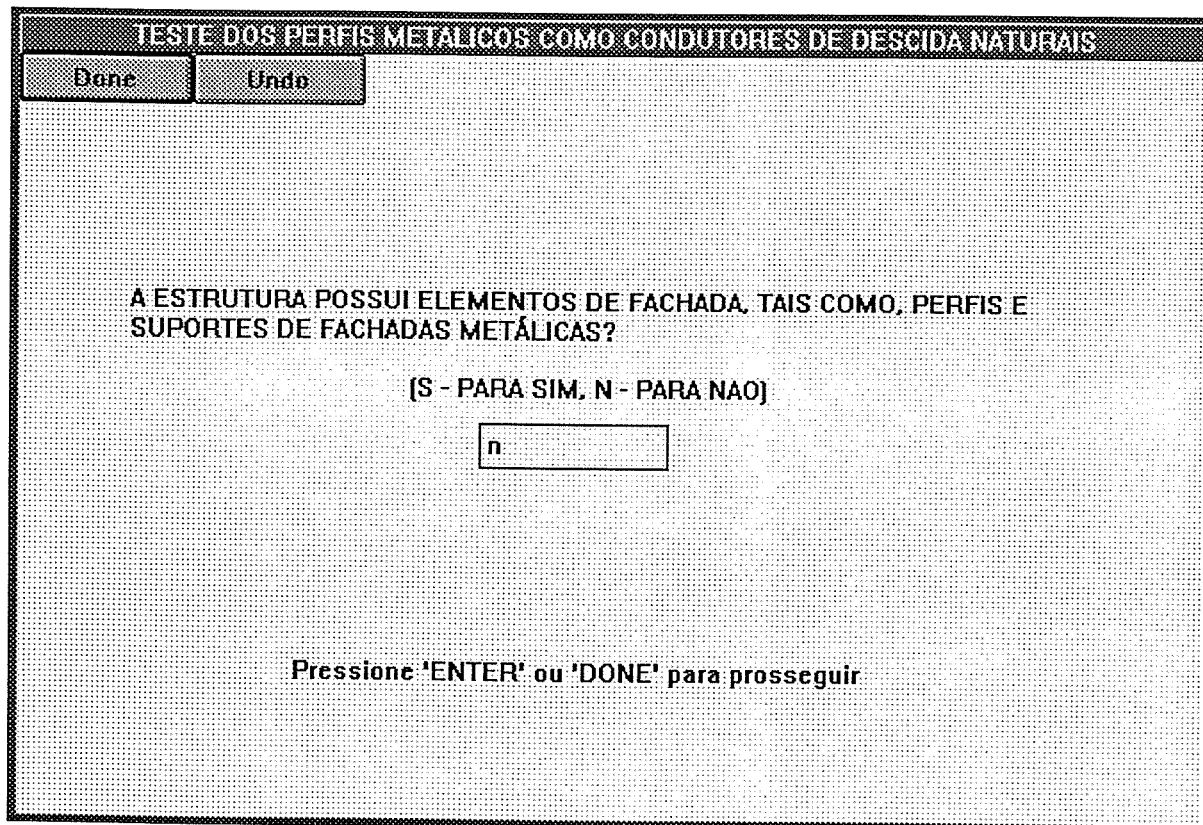 TESTE DOS PERFIS METÁLICOS COMO CONDUTORES DE DESCIDA NATURAIS
Done Undo
A ESTRUTURA POSSUI ELEMENTOS DE FACHADA, TAIS COMO, PERFIS E
SUPORTES DE FACHADAS METÁLICAS?
(S - PARA SIM, N - PARA NAO)
n
Pressione 'ENTER' ou 'DONE' para prosseguir